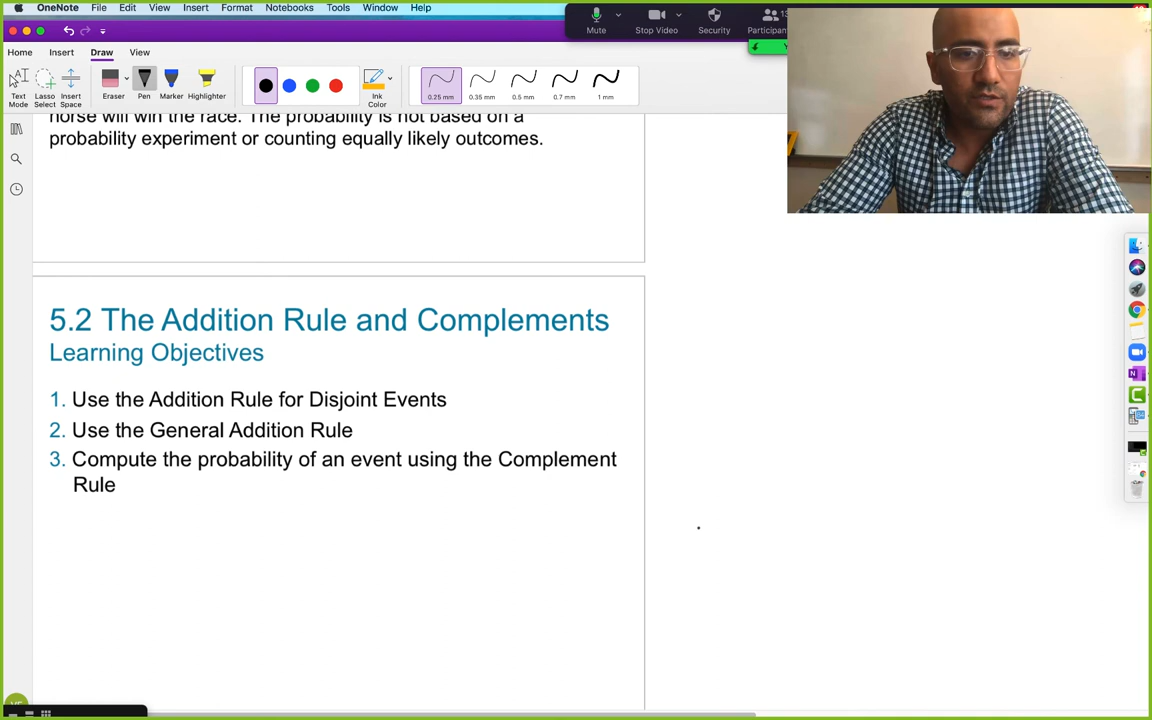 OneNote File Edit View Insert Format Notebooks Tools Window Help
Mute Stop Video Security
Home Insert Draw View
Text Mode
Lasso Select
Insert Space
Eraser
Pen
Marker
Highlighter
Ink Color
0.25 mm 0.35 mm 0.5 mm 0.7 mm 1 mm
horse will win the race. The probability is not based on a
probability experiment or counting equally likely outcomes.
5.2 The Addition Rule and Complements
Learning Objectives
1. Use the Addition Rule for Disjoint Events
2. Use the General Addition Rule
3. Compute the probability of an event using the Complement
Rule